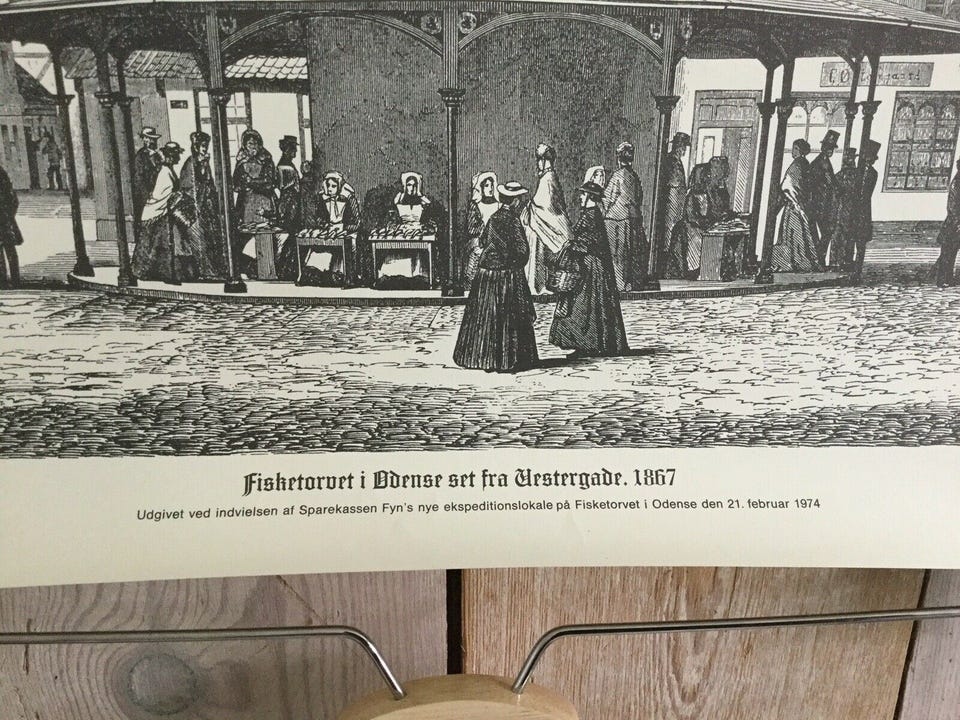 Fisketorvet i Odense set fra Vestergade. 1867
Udgivet ved indvielsen af Sparekassen Fyn's nye ekspeditionslokale på Fisketorvet i Odense den 21. februar 1974